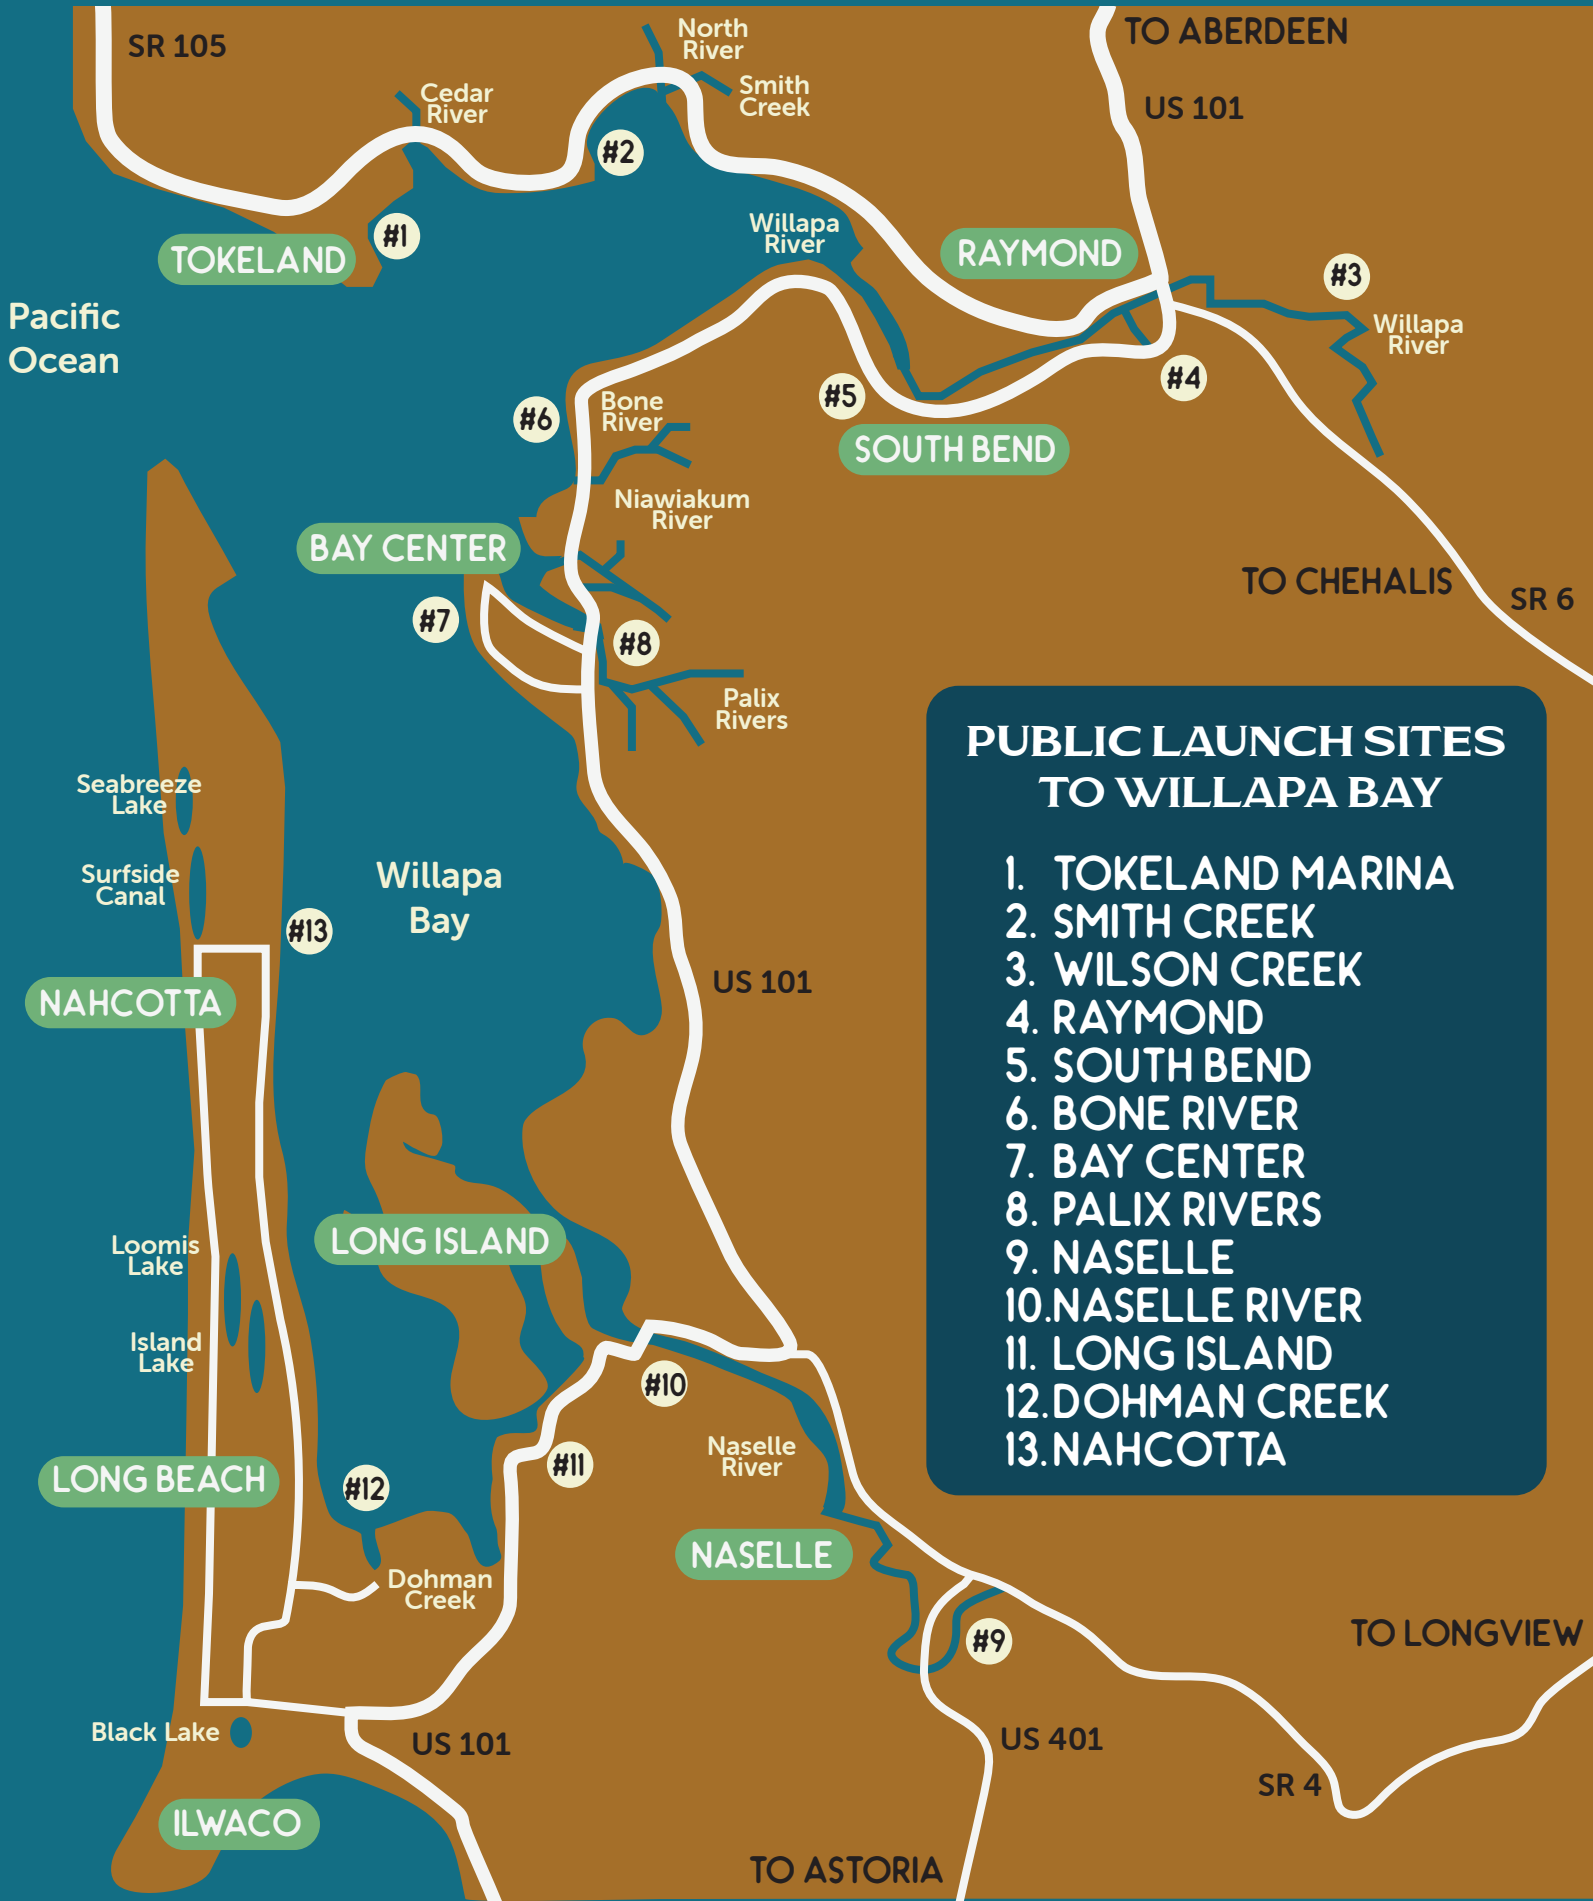 SR 105
North
River
TO ABERDEEN
Cedar
River
Smith
Creek
US 101
#2
#1
Willapa
River
TOKELAND
RAYMOND
#3
Pacific
Ocean
Willapa
River
#4
#5
#6
Bone
River
SOUTH BEND
Niawiakum
River
BAY CENTER
TO CHEHALIS
SR 6
#7
#8
Palix
Rivers
PUBLIC LAUNCH SITES
TO WILLAPA BAY
1. TOKELAND MARINA
2. SMITH CREEK
3. WILSON CREEK
4. RAYMOND
5. SOUTH BEND
6. BONE RIVER
7. BAY CENTER
8. PALIX RIVERS
9. NASELLE
10. NASELLE RIVER
11. LONG ISLAND
12. DOHMAN CREEK
13. NAHCOTTA
Seabreeze
Lake
Surfside
Canal
Willapa
Bay
#13
US 101
NAHCOTTA
LONG ISLAND
Loomis
Lake
Island
Lake
#10
Naselle
River
#11
LONG BEACH
#12
NASELLE
Dohman
Creek
#9
TO LONGVIEW
Black Lake
US 101
US 401
SR 4
ILWACO
TO ASTORIA